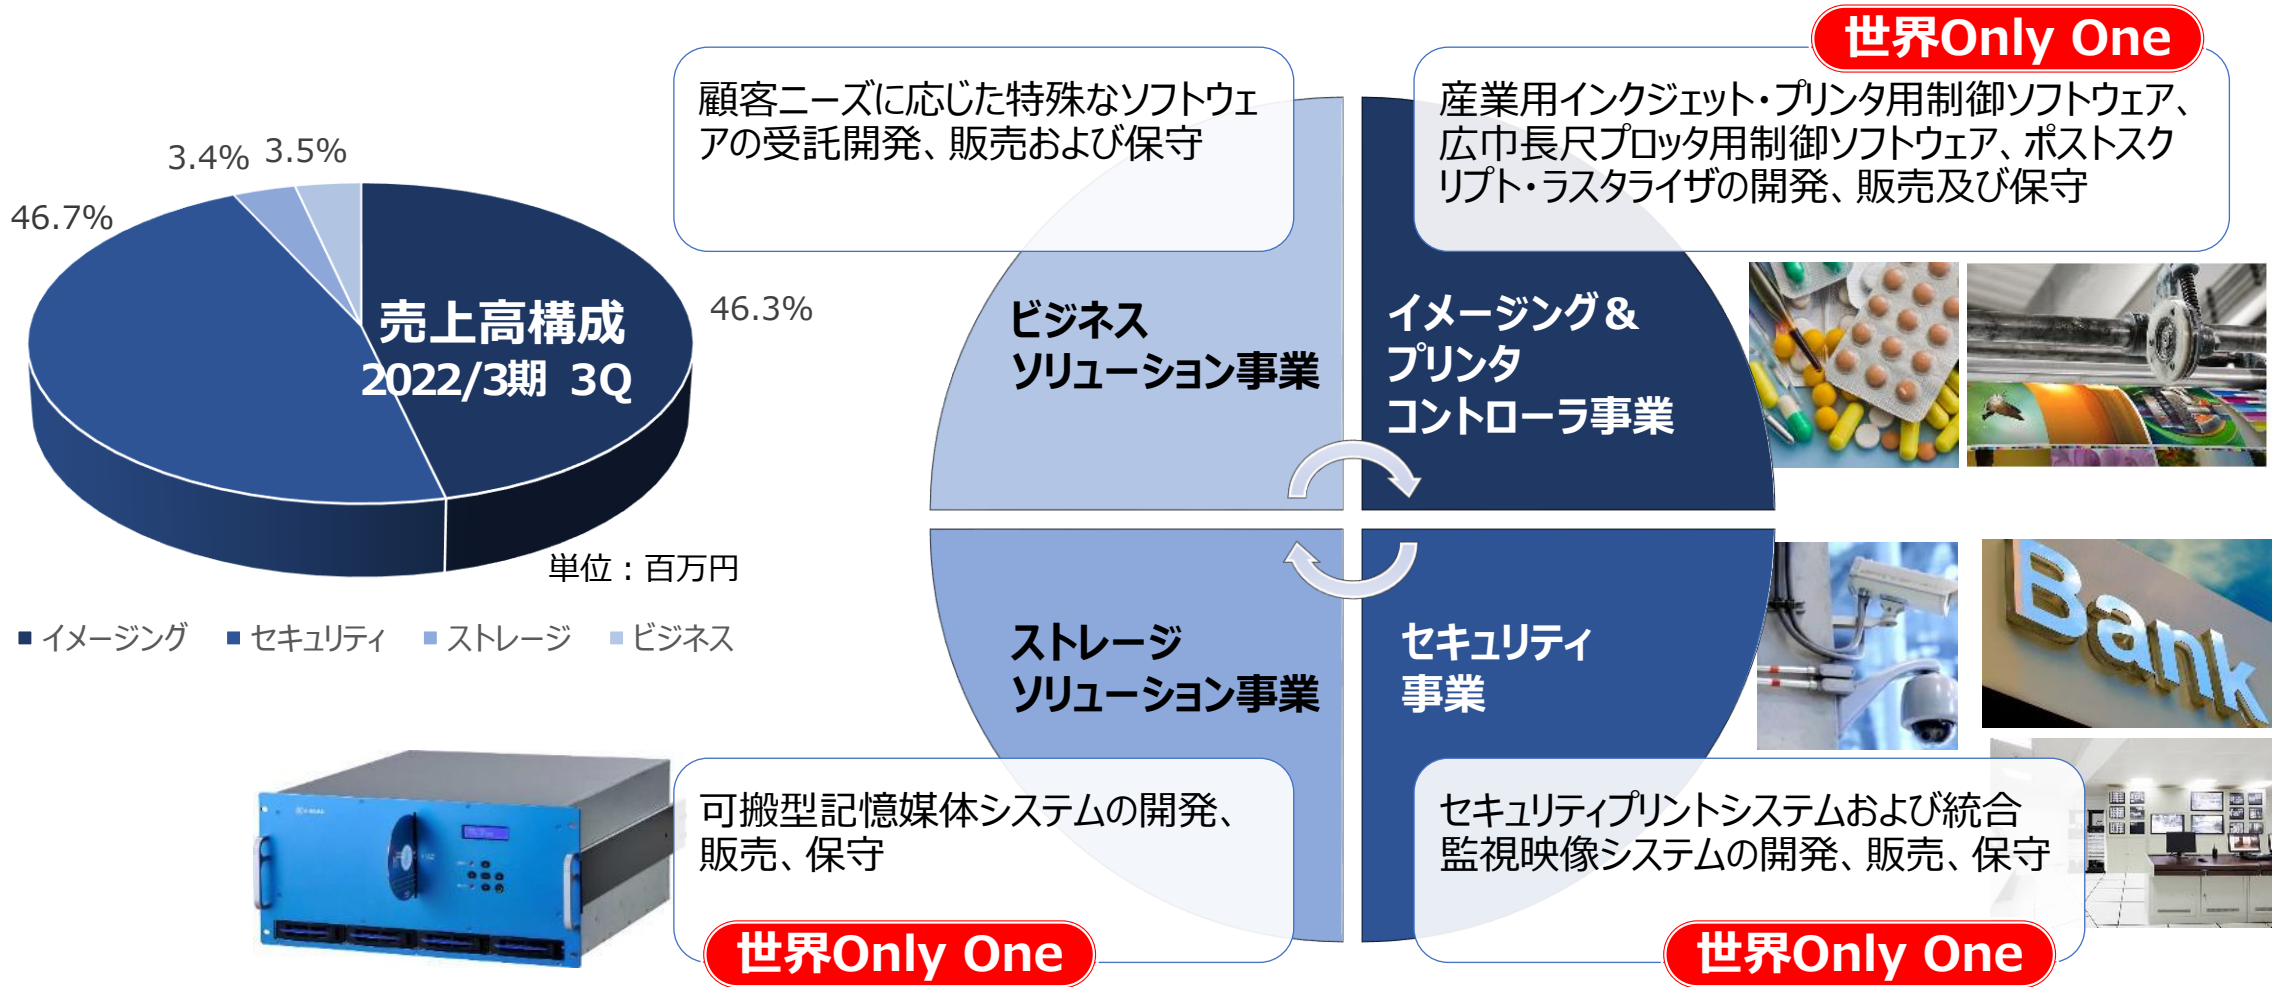 世界Only One
顧客ニーズに応じた特殊なソフトウェ
アの受託開発、販売および保守
産業用インクジェット・プリンタ用制御ソフトウェア、
広巾長尺プロッタ用制御ソフトウェア、ポストスク
リプト・ラスタライザの開発、販売及び保守
3.4%
3.5%
46.7%
46.3%
売上高構成
2022/3期 3Q
単位：百万円
イメージング
セキュリティ
ストレージ
ビジネス
ビジネス
ソリューション事業
イメージング＆
プリンタ
コントローラ事業
ストレージ
ソリューション事業
セキュリティ
事業
Bank
可搬型記憶媒体システムの開発、
販売、保守
世界Only One
セキュリティプリントシステムおよび統合
監視映像システムの開発、販売、保守
世界Only One